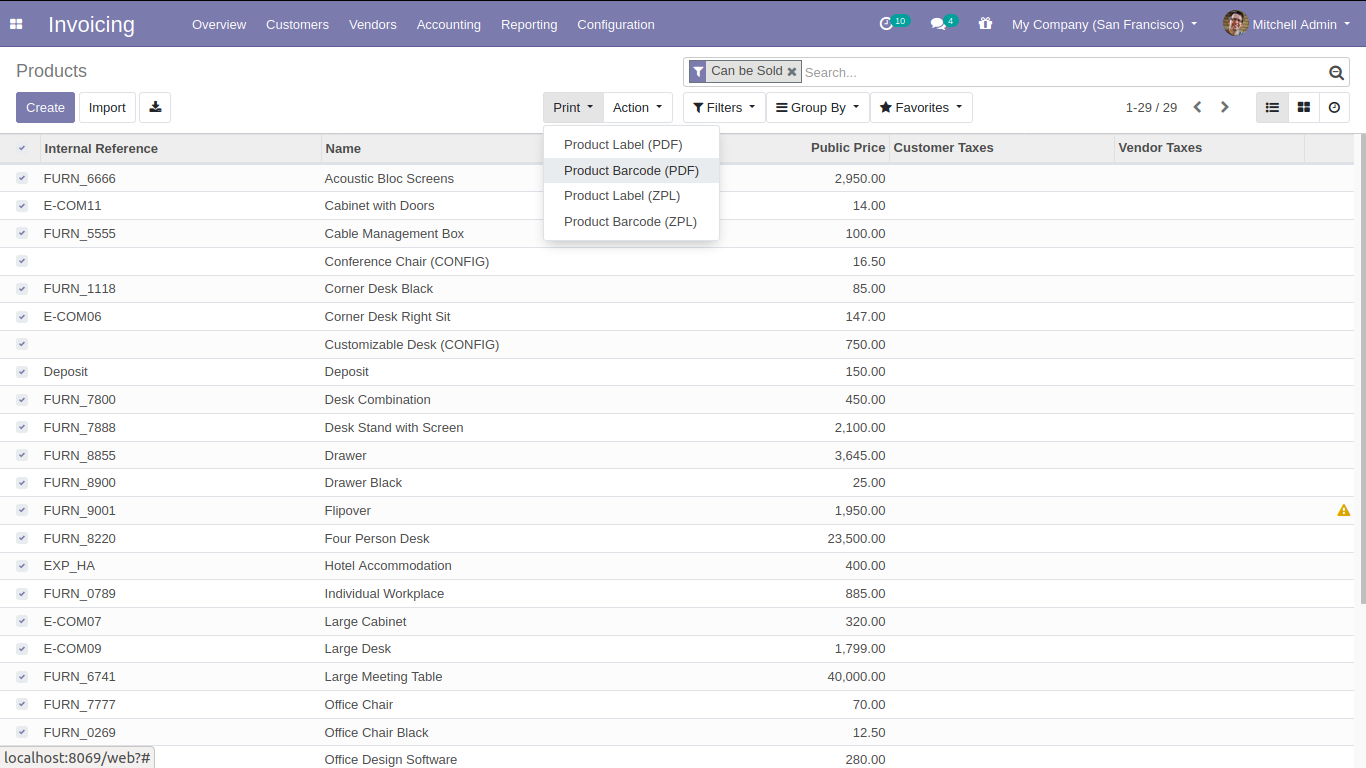 Invoicing Overview Customers Vendors Accounting Reporting Configuration 10 4 My Company (San Francisco) Mitchell Admin
Products Can be Sold Search...
Create Import Print Action Filters Group By Favorites 1-29 / 29
Product Label (PDF)
Product Barcode (PDF)
Product Label (ZPL)
Product Barcode (ZPL)
Internal Reference Name Public Price Customer Taxes Vendor Taxes
FURN_6666 Acoustic Bloc Screens 2,950.00
E-COM11 Cabinet with Doors 14.00
FURN_5555 Cable Management Box 100.00
Conference Chair (CONFIG) 16.50
FURN_1118 Corner Desk Black 85.00
E-COM06 Corner Desk Right Sit 147.00
Customizable Desk (CONFIG) 750.00
Deposit Deposit 150.00
FURN_7800 Desk Combination 450.00
FURN_7888 Desk Stand with Screen 2,100.00
FURN_8855 Drawer 3,645.00
FURN_8900 Drawer Black 25.00
FURN_9001 Flipover 1,950.00
FURN_8220 Four Person Desk 23,500.00
EXP_HA Hotel Accommodation 400.00
FURN_0789 Individual Workplace 885.00
E-COM07 Large Cabinet 320.00
E-COM09 Large Desk 1,799.00
FURN_6741 Large Meeting Table 40,000.00
FURN_7777 Office Chair 70.00
FURN_0269 Office Chair Black 12.50
Office Design Software 280.00
localhost:8069/web?#